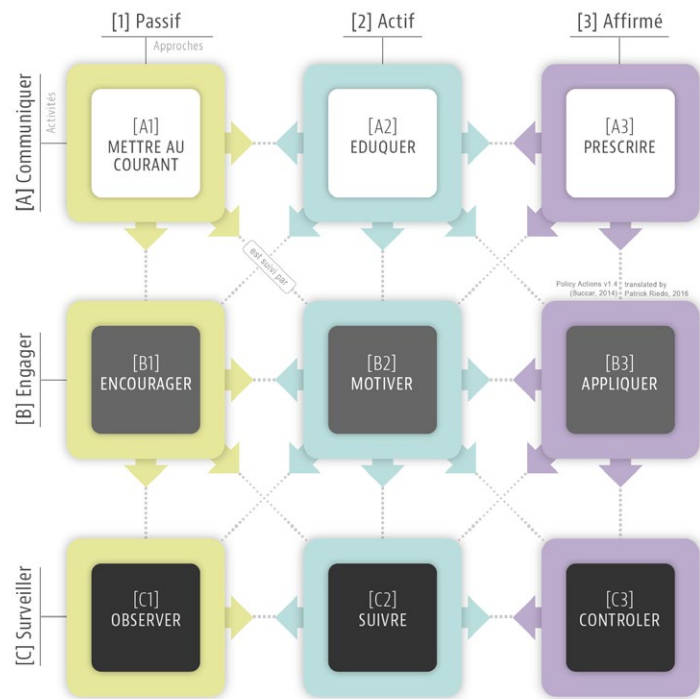 [1] Passif
[2] Actif
[3] Affirmé
Approches
Activités
[A] Communiquer
[A1]
METTRE AU
COURANT
[A2]
EDUQUER
[A3]
PRESCRIRE
est suivi par
Policy Actions v1.4
(Succar, 2014)
translated by
Patrick Riedo, 2016
[B] Engager
[B1]
ENCOURAGER
[B2]
MOTIVER
[B3]
APPLIQUER
[C] Surveiller
[C1]
OBSERVER
[C2]
SUIVRE
[C3]
CONTROLER